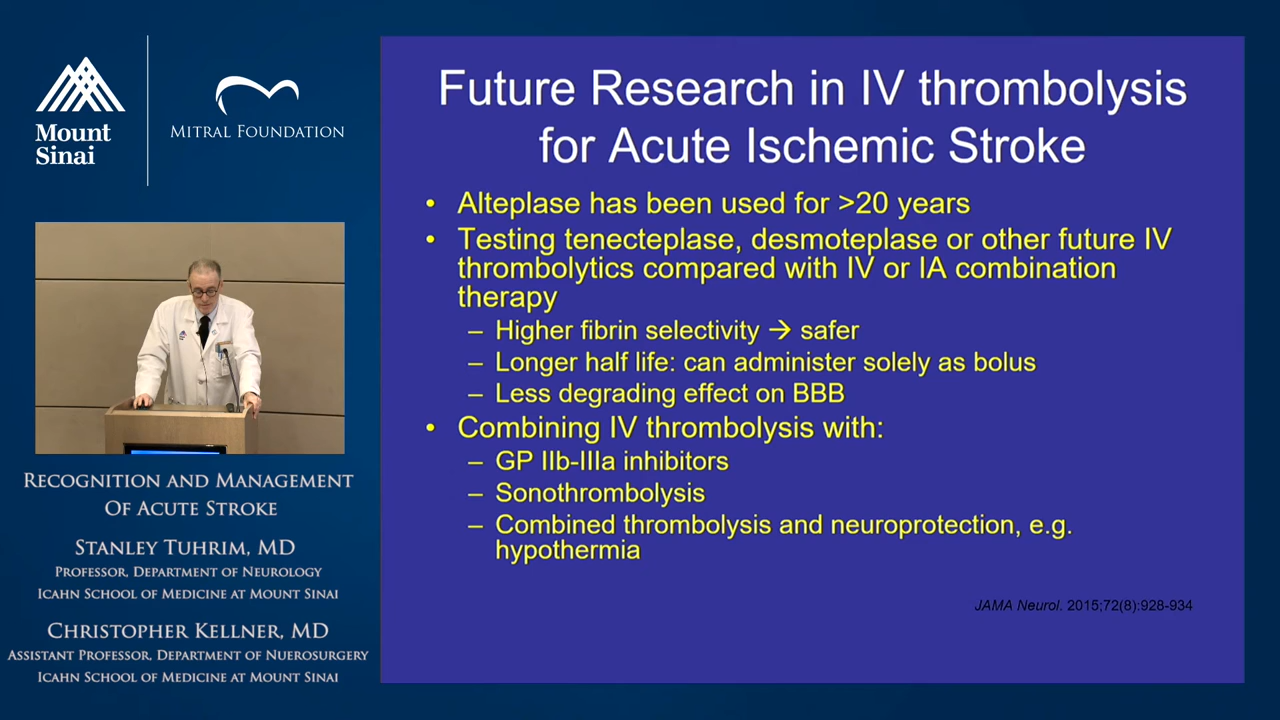 Mount
Sinai
MITRAL FOUNDATION
RECOGNITION AND MANAGEMENT
OF ACUTE STROKE
STANLEY TUHRIM, MD
PROFESSOR, DEPARTMENT OF NEUROLOGY
ICAHN SCHOOL OF MEDICINE AT MOUNT SINAI
CHRISTOPHER KELLNER, MD
ASSISTANT PROFESSOR, DEPARTMENT OF NUEROSURGERY
ICAHN SCHOOL OF MEDICINE AT MOUNT SINAI
Future Research in IV thrombolysis
for Acute Ischemic Stroke
• Alteplase has been used for >20 years
• Testing tenecteplase, desmoteplase or other future IV
thrombolytics compared with IV or IA combination
therapy
– Higher fibrin selectivity → safer
– Longer half life: can administer solely as bolus
– Less degrading effect on BBB
• Combining IV thrombolysis with:
– GP IIb-IIIa inhibitors
– Sonothrombolysis
– Combined thrombolysis and neuroprotection, e.g.
hypothermia
JAMA Neurol. 2015;72(8):928-934